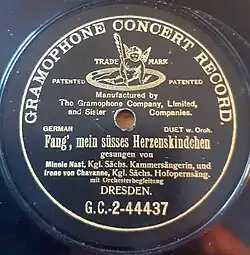 GRAMOPHONE CONCERT RECORD.
TRADE MARK
PATENTED PATENTED
Manufactured by
The Gramophone Company, Limited,
and Sister Companies.
GERMAN DUET w. Orch.
Fang', mein süsses Herzenskindchen
gesungen von
Minnie Nast, Kgl. Sächs. Kammersängerin, und
Irene von Chavanne, Kgl. Sächs. Hofopernsäng.
mit Orchesterbegleitung
DRESDEN.
G.C.-2-44437